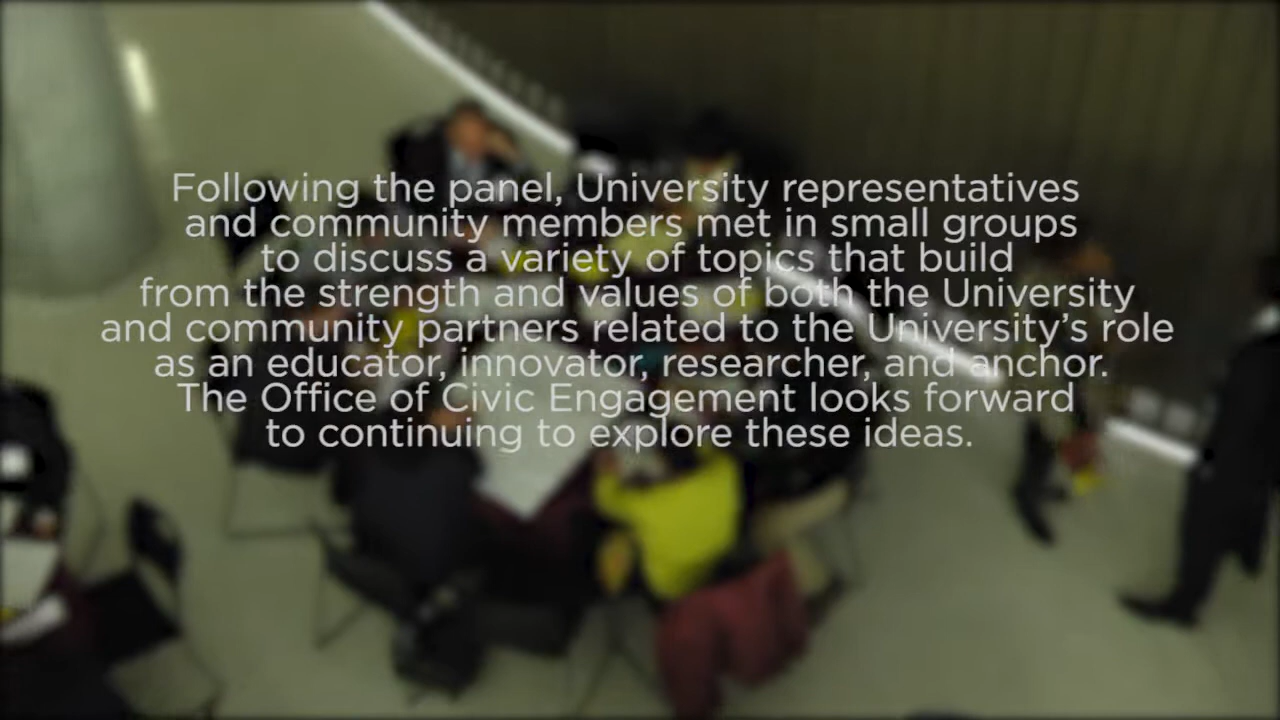 Following the panel, University representatives
and community members met in small groups
to discuss a variety of topics that build
from the strength and values of both the University
and community partners related to the University's role
as an educator, innovator, researcher, and anchor.
The Office of Civic Engagement looks forward
to continuing to explore these ideas.